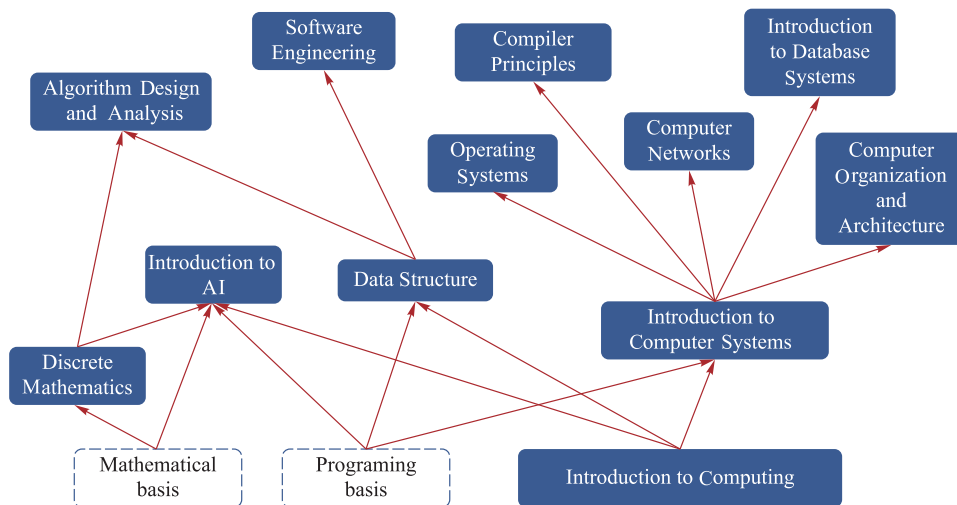 Software
Engineering
Compiler
Principles
Introduction
to Database
Systems
Algorithm Design
and Analysis
Operating
Systems
Computer
Networks
Computer
Organization
and
Architecture
Introduction to
AI
Data Structure
Introduction to
Computer Systems
Discrete
Mathematics
Mathematical
basis
Programing
basis
Introduction to Computing